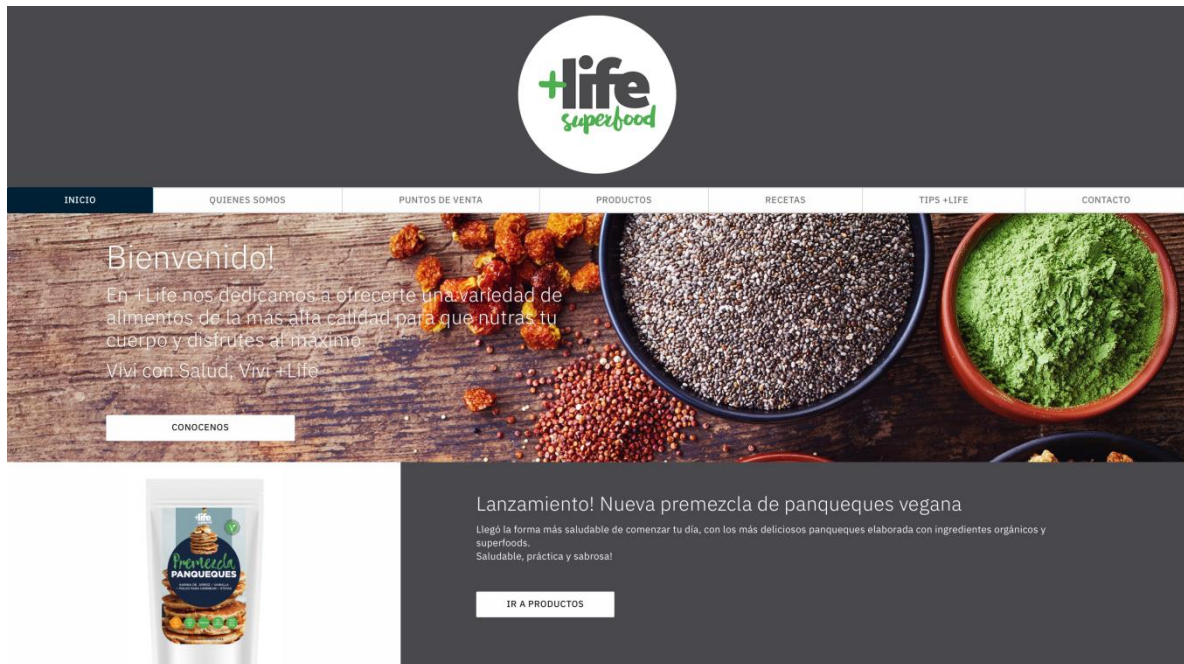 +life
superfood
INICIO
QUIENES SOMOS
PUNTOS DE VENTA
PRODUCTOS
RECETAS
TIPS +LIFE
CONTACTO
Bienvenido!
En +Life nos dedicamos a ofrecerte una variedad de
alimentos de la más alta calidad para que nutras tu
cuerpo y disfrutes al máximo.
Viví con Salud, Viví +Life
CONOCENOS
+life
Premezcla
PANQUEQUES
Lanzamiento! Nueva premezcla de panqueques vegana
Llegó la forma más saludable de comenzar tu día, con los más deliciosos panqueques elaborada con ingredientes orgánicos y
superfoods.
Saludable, práctica y sabrosa!
IR A PRODUCTOS